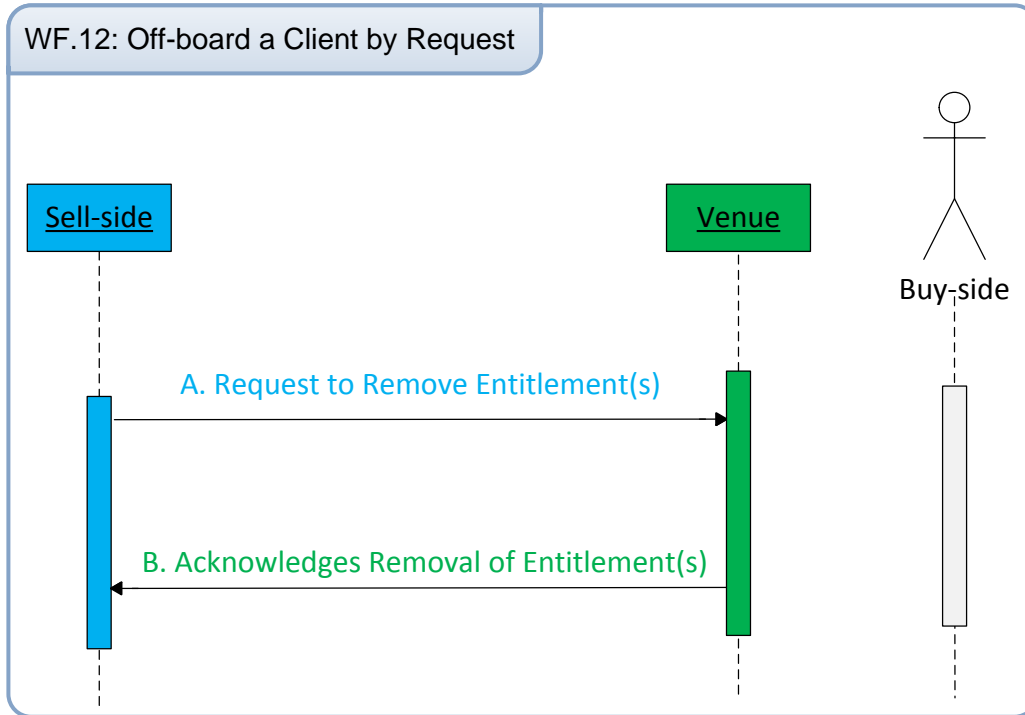 WF.12: Off-board a Client by Request
Sell-side
Venue
Buy-side
A. Request to Remove Entitlement(s)
B. Acknowledges Removal of Entitlement(s)